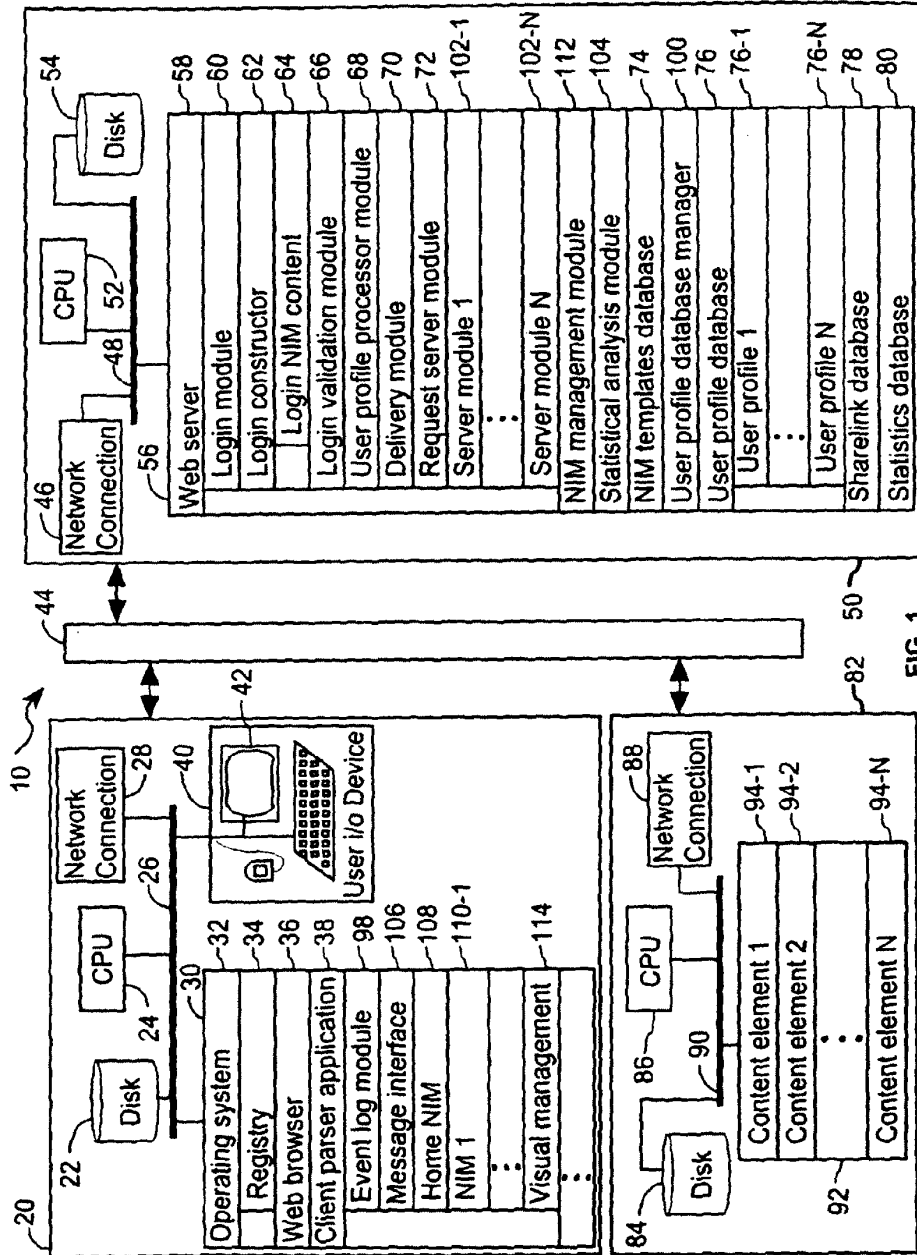 10
20
22
Disk
24
CPU
26
Network
Connection
28
30
Operating system
32
Registry
34
Web browser
36
Client parser application
38
Event log module
98
Message interface
106
Home NIM
108
NIM 1
110-1
Visual management
114
40
42
User i/o Device
44
46
Network
Connection
48
CPU
52
Disk
54
56
Web server
58
Login module
60
Login constructor
62
Login NIM content
64
Login validation module
66
User profile processor module
68
Delivery module
70
Request server module
72
Server module 1
102-1
Server module N
102-N
NIM management module
112
Statistical analysis module
104
NIM templates database
74
User profile database manager
100
User profile database
76
User profile 1
76-1
User profile N
76-N
Sharelink database
78
Statistics database
80
50
82
84
Disk
86
CPU
90
Network
Connection
88
Content element 1
94-1
Content element 2
94-2
Content element N
94-N
92
FIG. 1